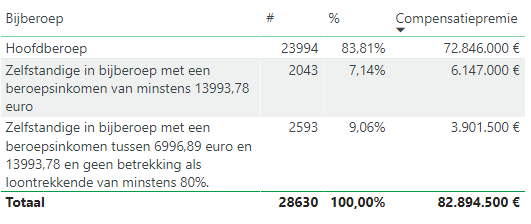 Bijberoep # % Compensatiepremie
Hoofdberoep 23994 83,81% 72.846.000 €
Zelfstandige in bijberoep met een 2043 7,14% 6.147.000 €
beroepsinkomen van minstens 13993,78
euro
Zelfstandige in bijberoep met een 2593 9,06% 3.901.500 €
beroepsinkomen tussen 6996,89 euro en
13993,78 en geen betrekking als
loontrekkende van minstens 80%.
Totaal 28630 100,00% 82.894.500 €